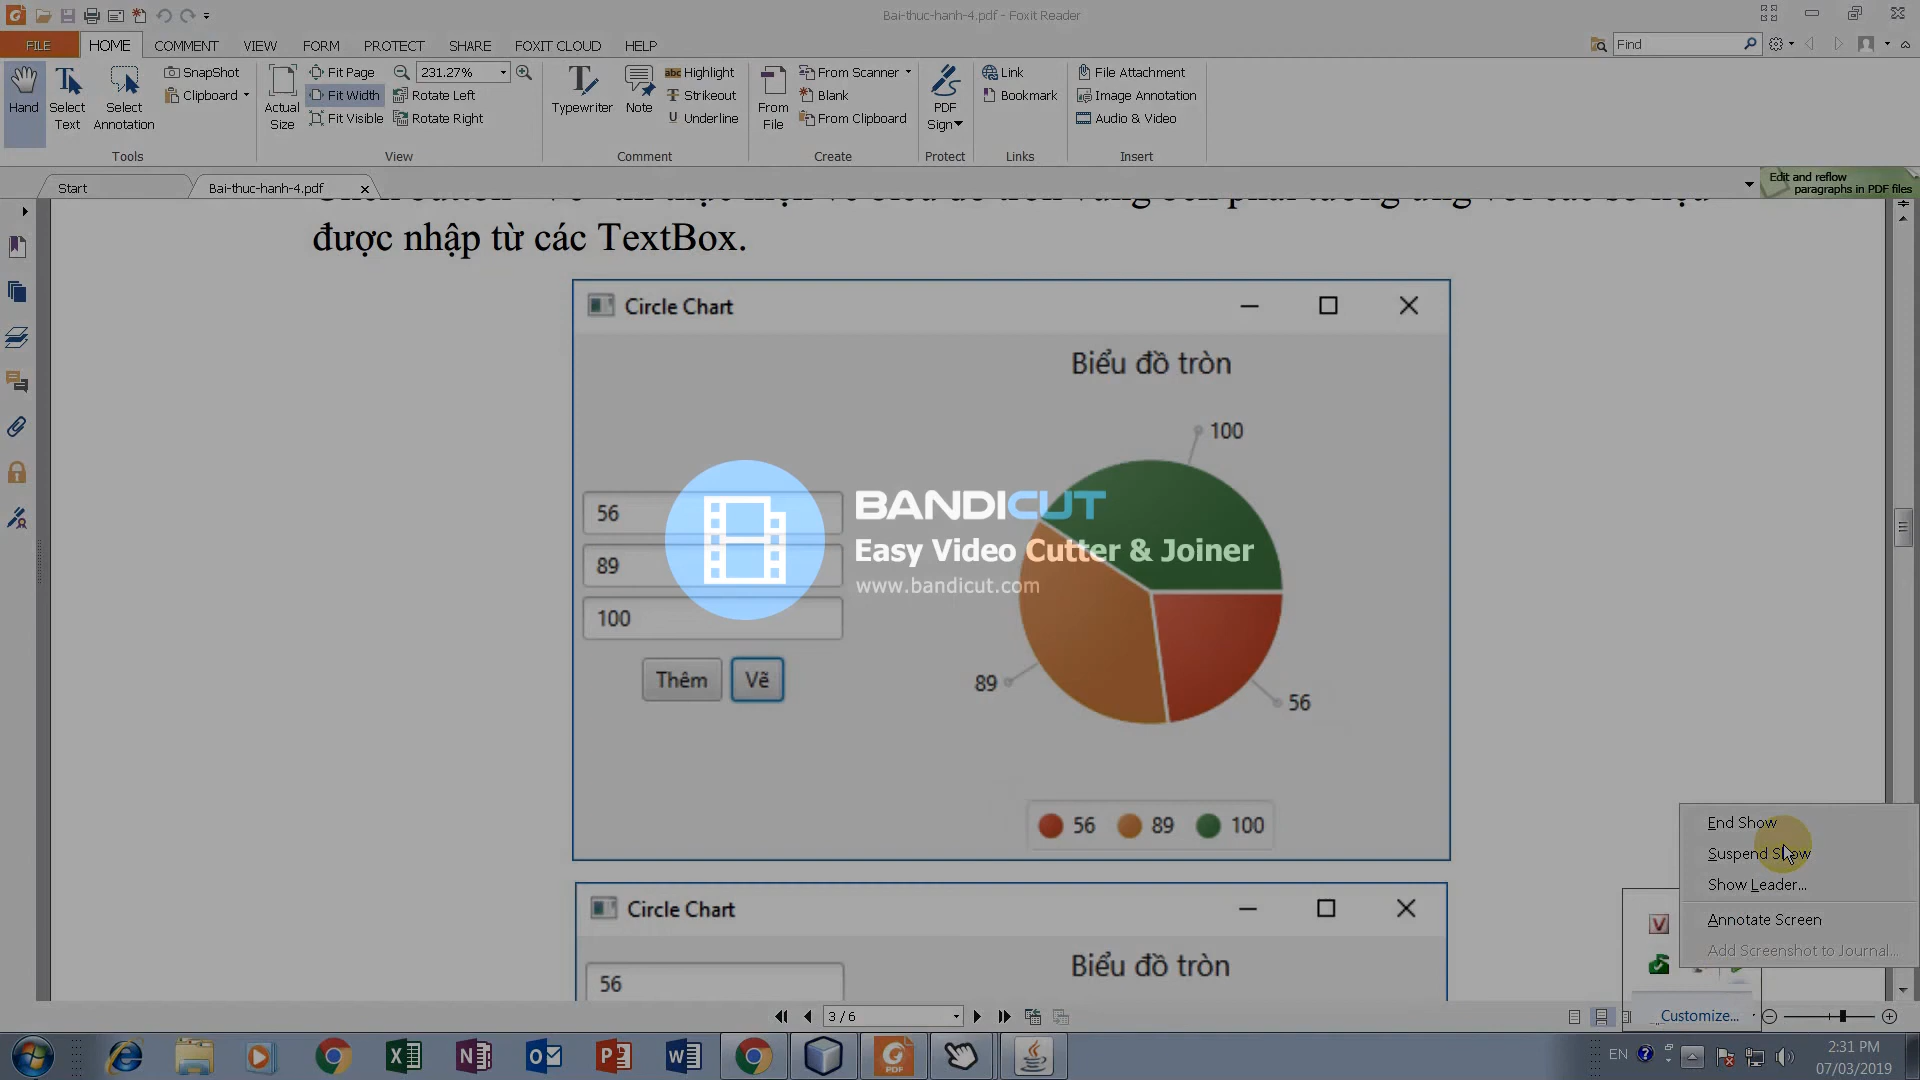 Bai-thuc-hanh-4.pdf - Foxit Reader
FILE HOME COMMENT VIEW FORM PROTECT SHARE FOXIT CLOUD HELP
Find
Hand
Select Text
Select Annotation
SnapShot
Clipboard
Tools
Actual Size
Fit Page
Fit Width
Fit Visible
231.27%
Rotate Left
Rotate Right
View
Typewriter
Note
Highlight
Strikeout
Underline
Comment
From File
From Scanner
Blank
From Clipboard
Create
PDF Sign
Protect
Link
Bookmark
Links
File Attachment
Image Annotation
Audio & Video
Insert
Start
Bai-thuc-hanh-4.pdf
Edit and reflow
paragraphs in PDF files
được nhập từ các TextBox.
Circle Chart
Biểu đồ tròn
100
56
89
100
BANDICUT
Easy Video Cutter & Joiner
www.bandicut.com
Thêm
Vẽ
89
56
56 89 100
Circle Chart
Biểu đồ tròn
56
End Show
Suspend Show
Show Leader...
Annotate Screen
Add Screenshot to Journal...
Customize...
3 / 6
EN
2:31 PM
07/03/2019